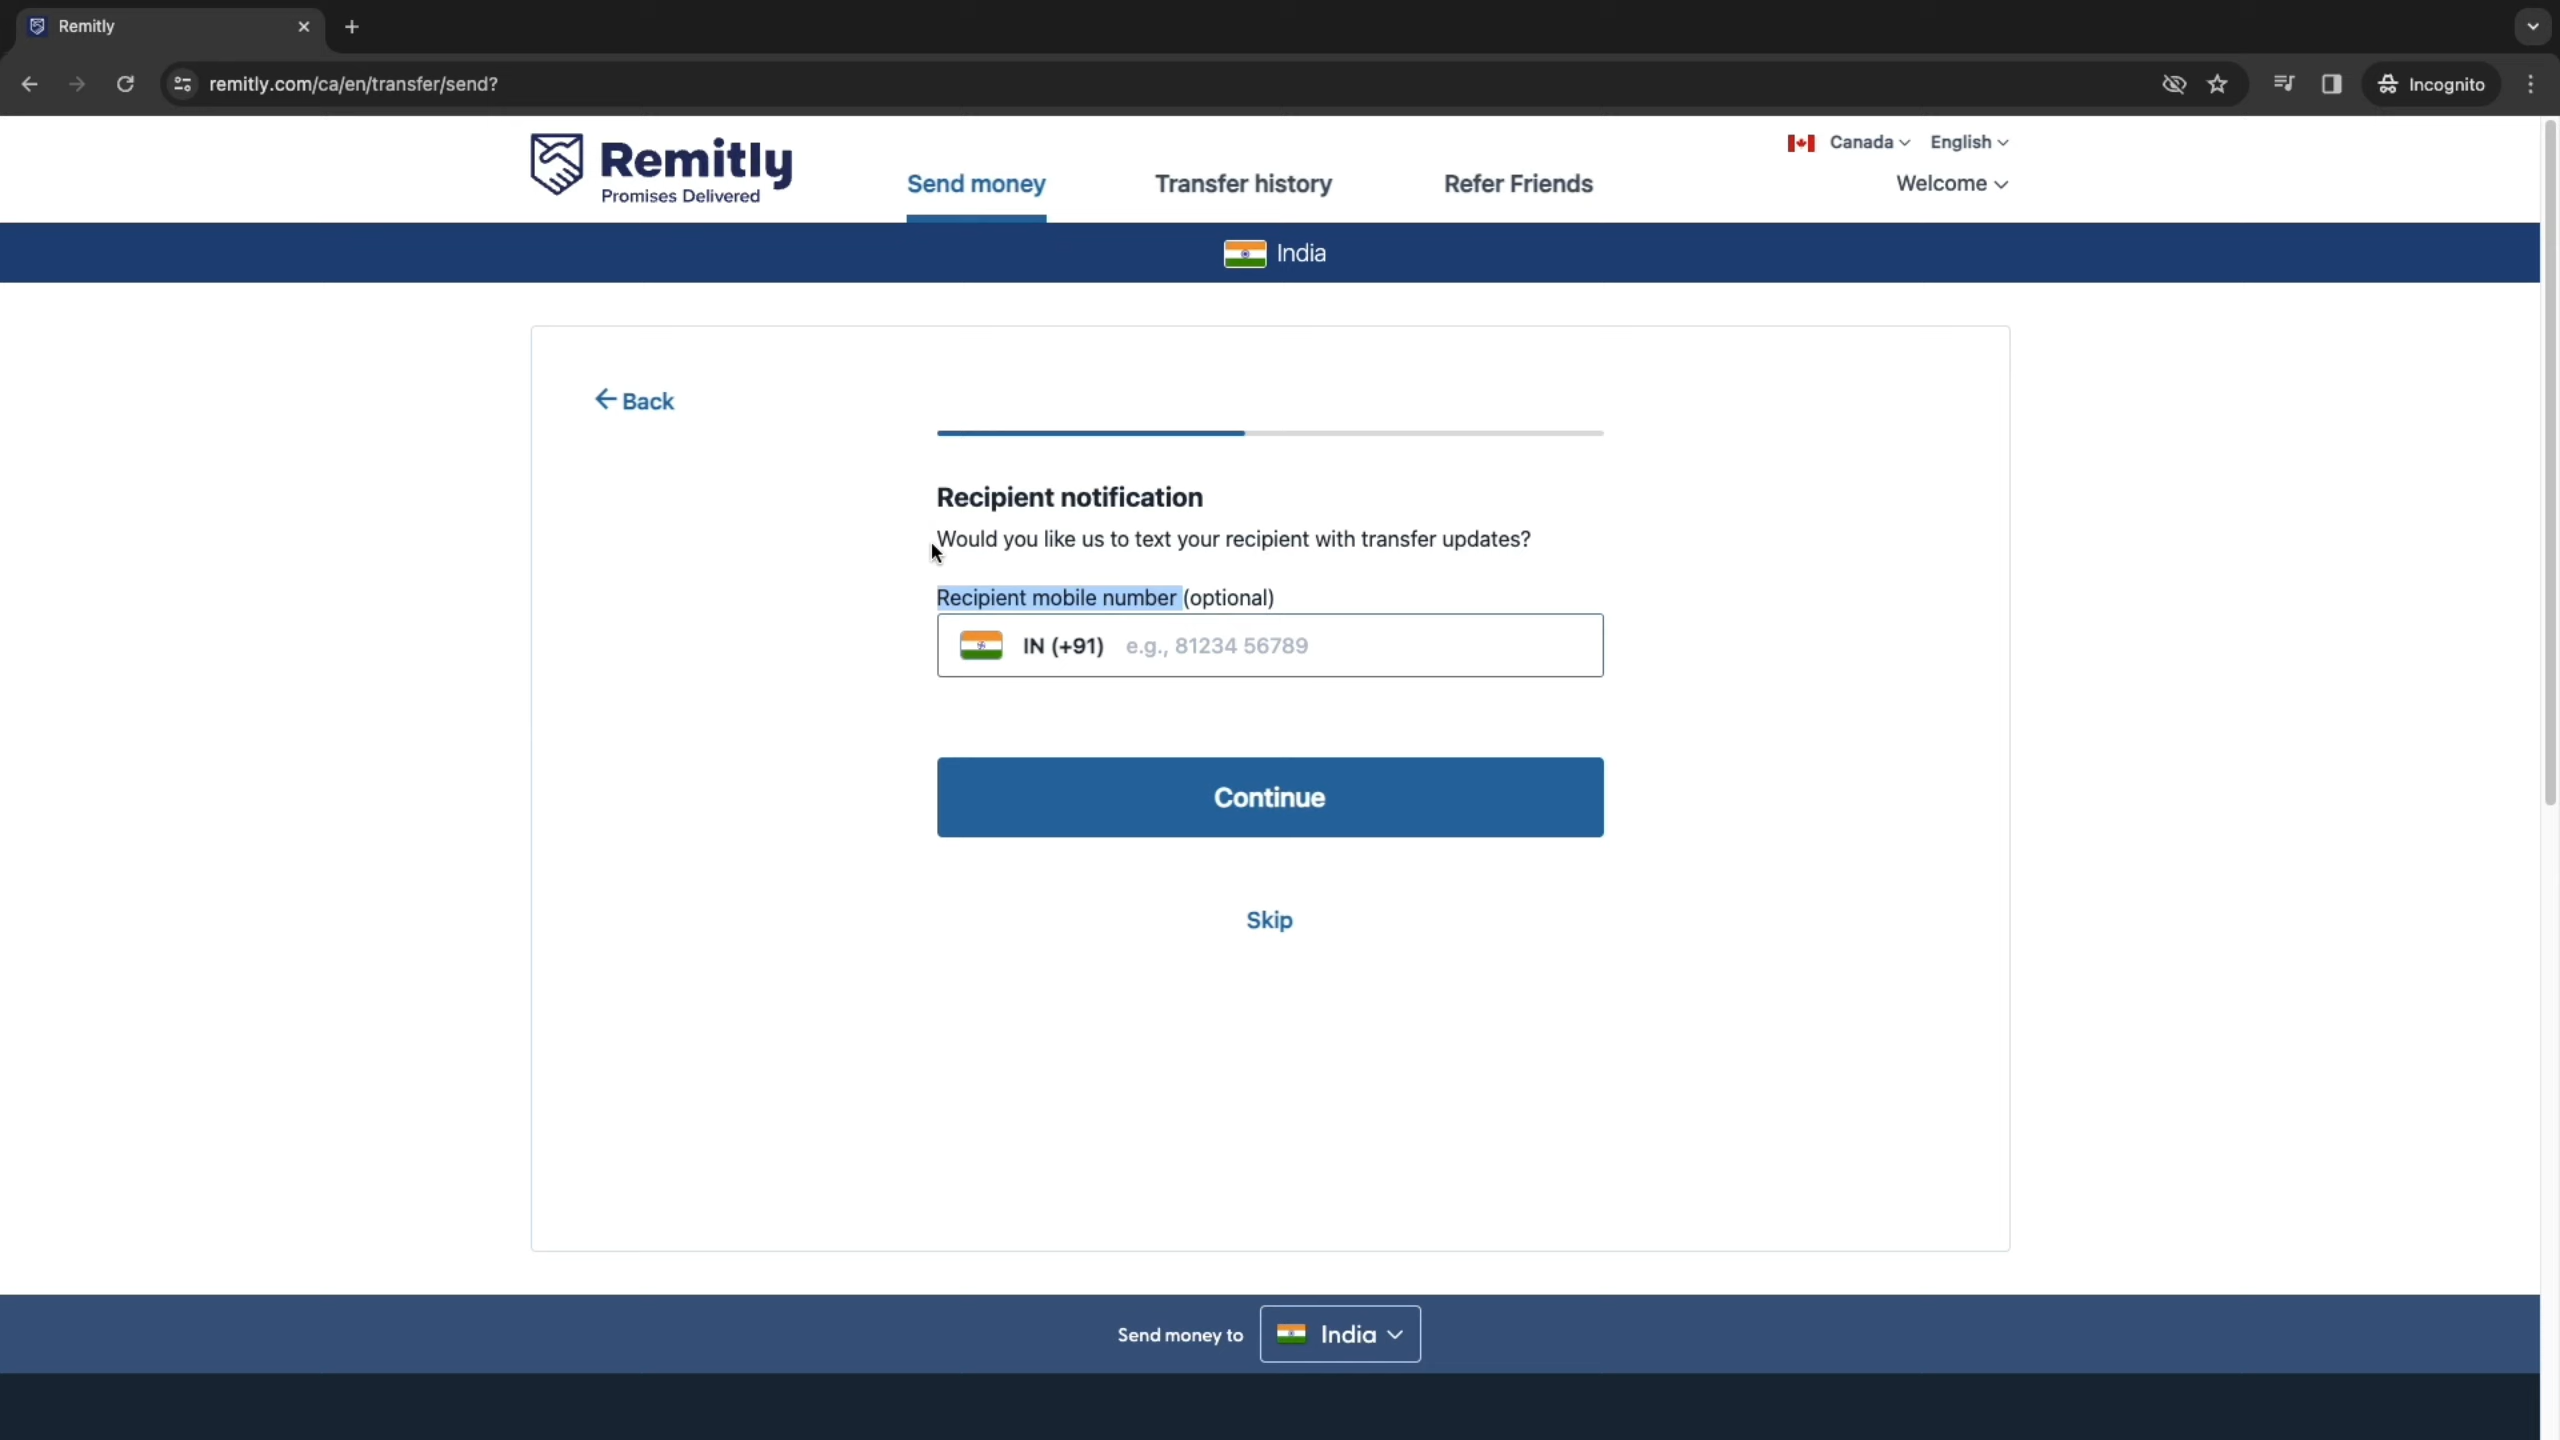 Remitly
remitly.com/ca/en/transfer/send?
Incognito
Remitly
Promises Delivered
Send money
Transfer history
Refer Friends
Canada
English
Welcome
India
Back
Recipient notification
Would you like us to text your recipient with transfer updates?
Recipient mobile number (optional)
IN (+91) e.g., 81234 56789
Continue
Skip
Send money to India